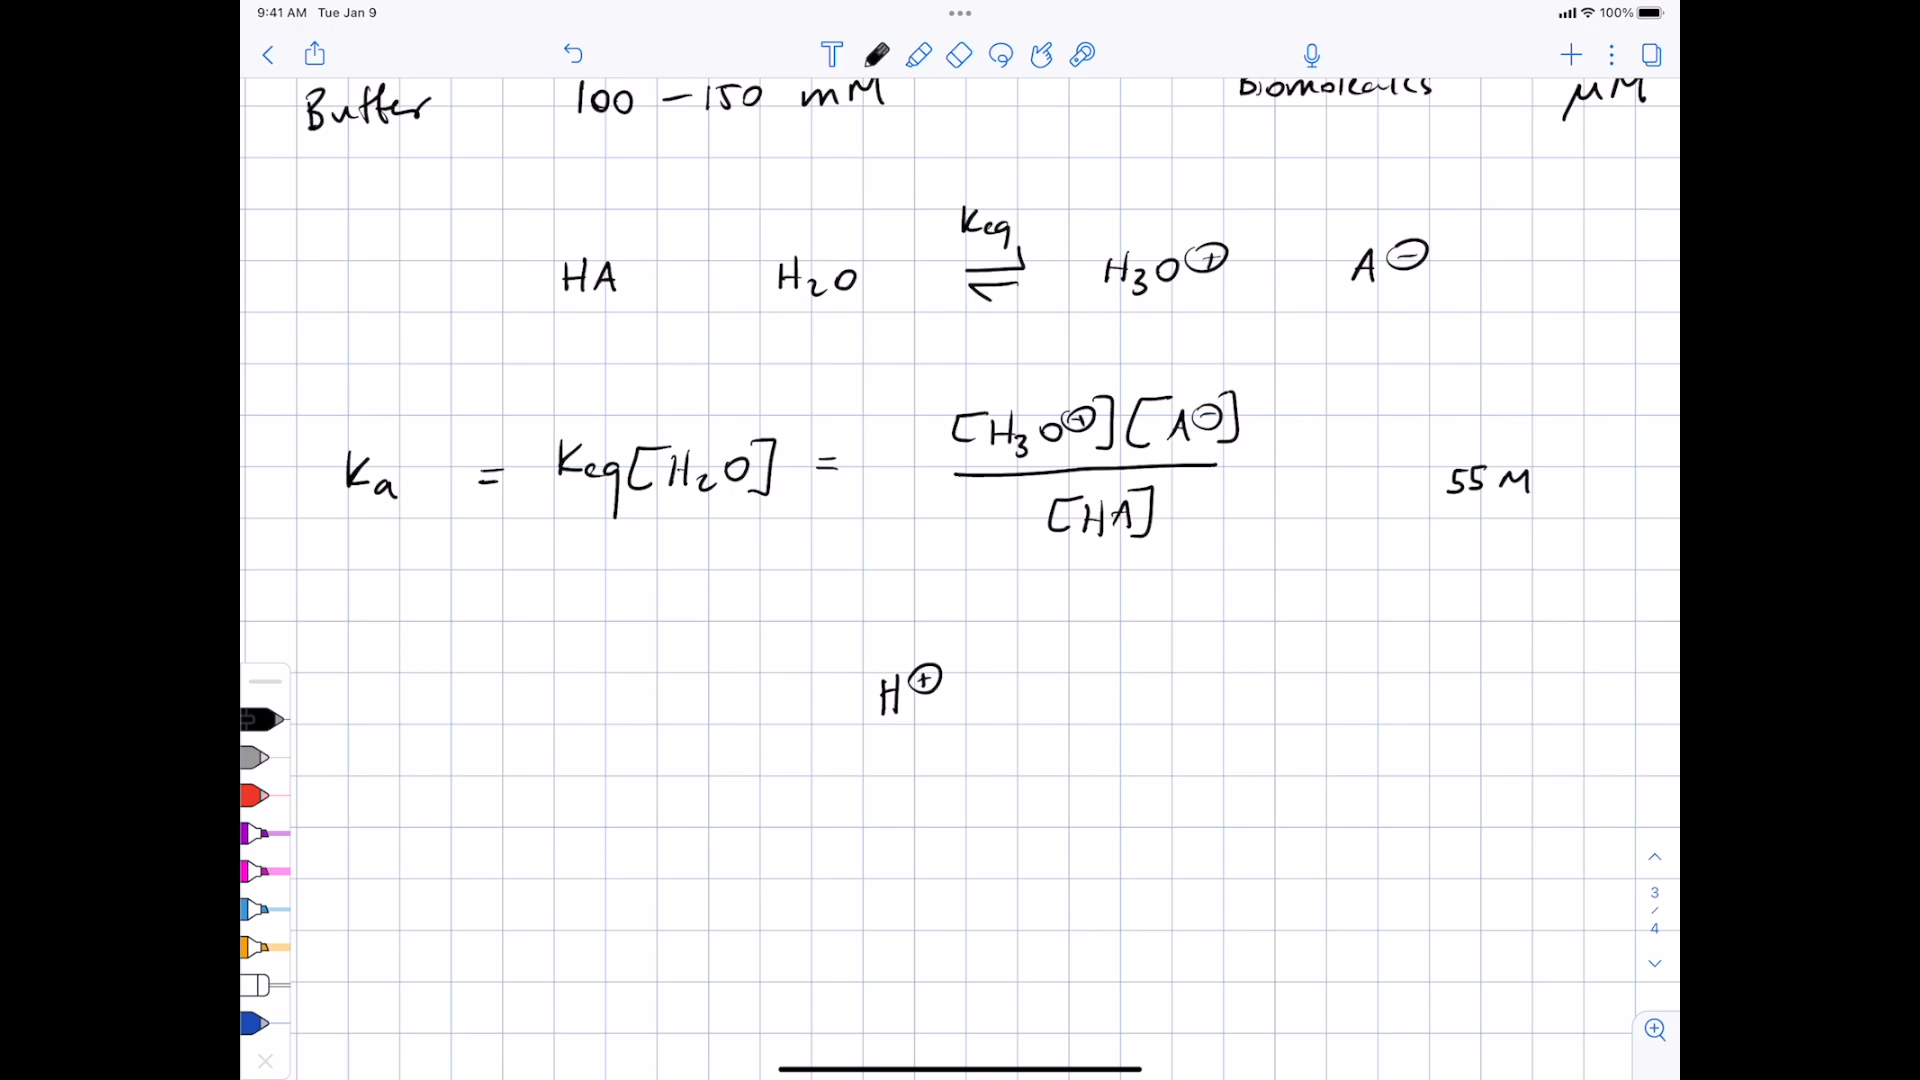 9:41 AM Tue Jan 9 100%
Buffer 100 – 150 mM μM
Keq
HA H₂O ⇌ H₃O⊕ A⊖
Ka = Keq[H₂O] = [H₃O⊕][A⊖] / [HA] 55 M
H⊕
3 / 4